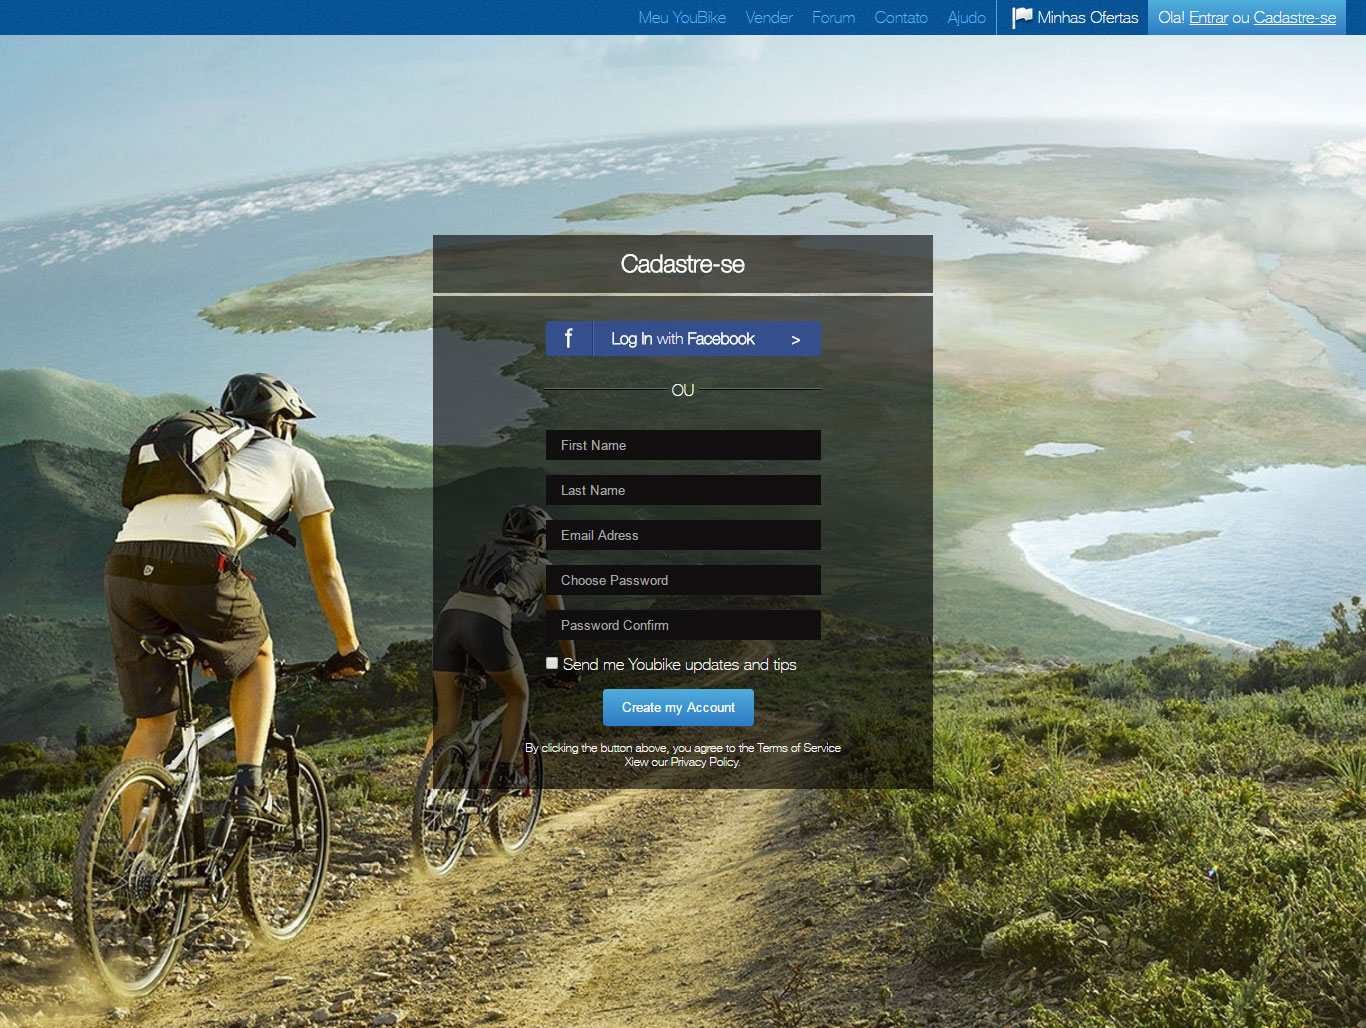 Meu YouBike Vender Forum Contato Ajudo Minhas Ofertas Ola! Entrar ou Cadastre-se
Cadastre-se
f Log In with Facebook >
OU
First Name
Last Name
Email Adress
Choose Password
Password Confirm
Send me Youbike updates and tips
Create my Account
By clicking the button above, you agree to the Terms of Service
Xiew our Privacy Policy.